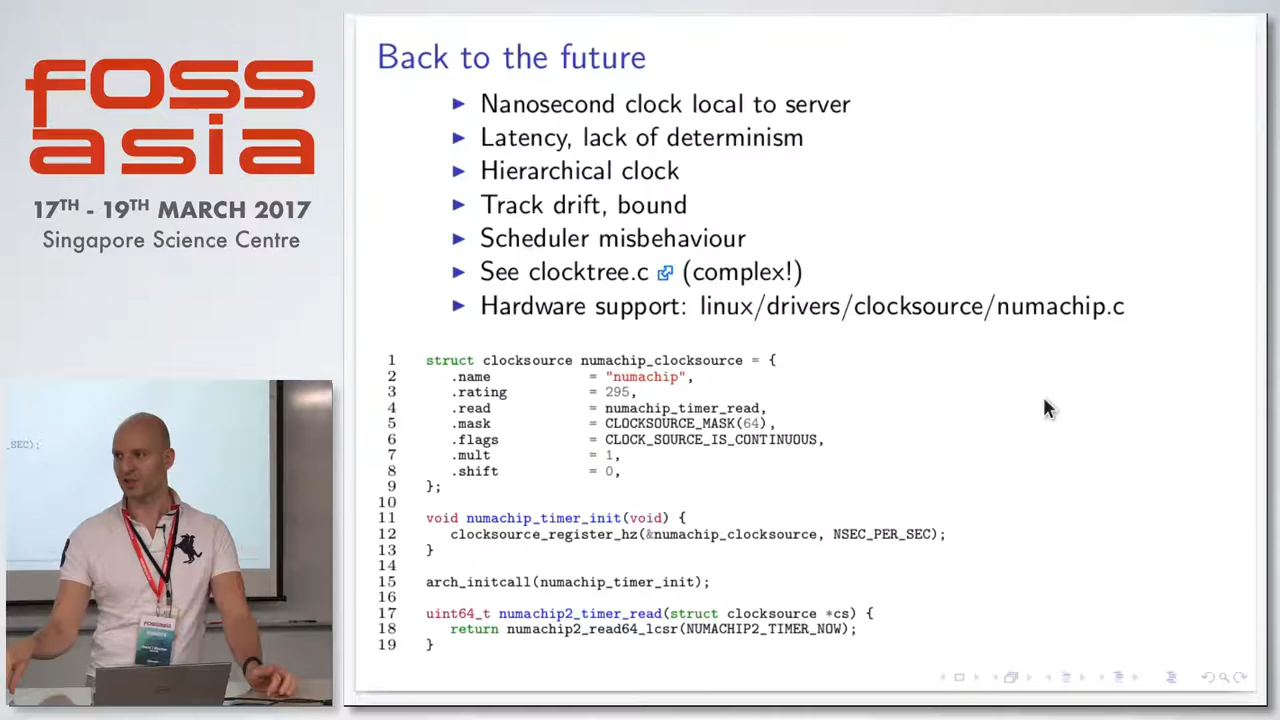 foss
asia
17TH - 19TH MARCH 2017
Singapore Science Centre
Back to the future
Nanosecond clock local to server
Latency, lack of determinism
Hierarchical clock
Track drift, bound
Scheduler misbehaviour
See clocktree.c (complex!)
Hardware support: linux/drivers/clocksource/numachip.c
1 struct clocksource numachip_clocksource = {
2 .name = "numachip",
3 .rating = 295,
4 .read = numachip_timer_read,
5 .mask = CLOCKSOURCE_MASK(64),
6 .flags = CLOCK_SOURCE_IS_CONTINUOUS,
7 .mult = 1,
8 .shift = 0,
9 };
10
11 void numachip_timer_init(void) {
12 clocksource_register_hz(&numachip_clocksource, NSEC_PER_SEC);
13 }
14
15 arch_initcall(numachip_timer_init);
16
17 uint64_t numachip2_timer_read(struct clocksource *cs) {
18 return numachip2_read64_lcsr(NUMACHIP2_TIMER_NOW);
19 }
_SEC);